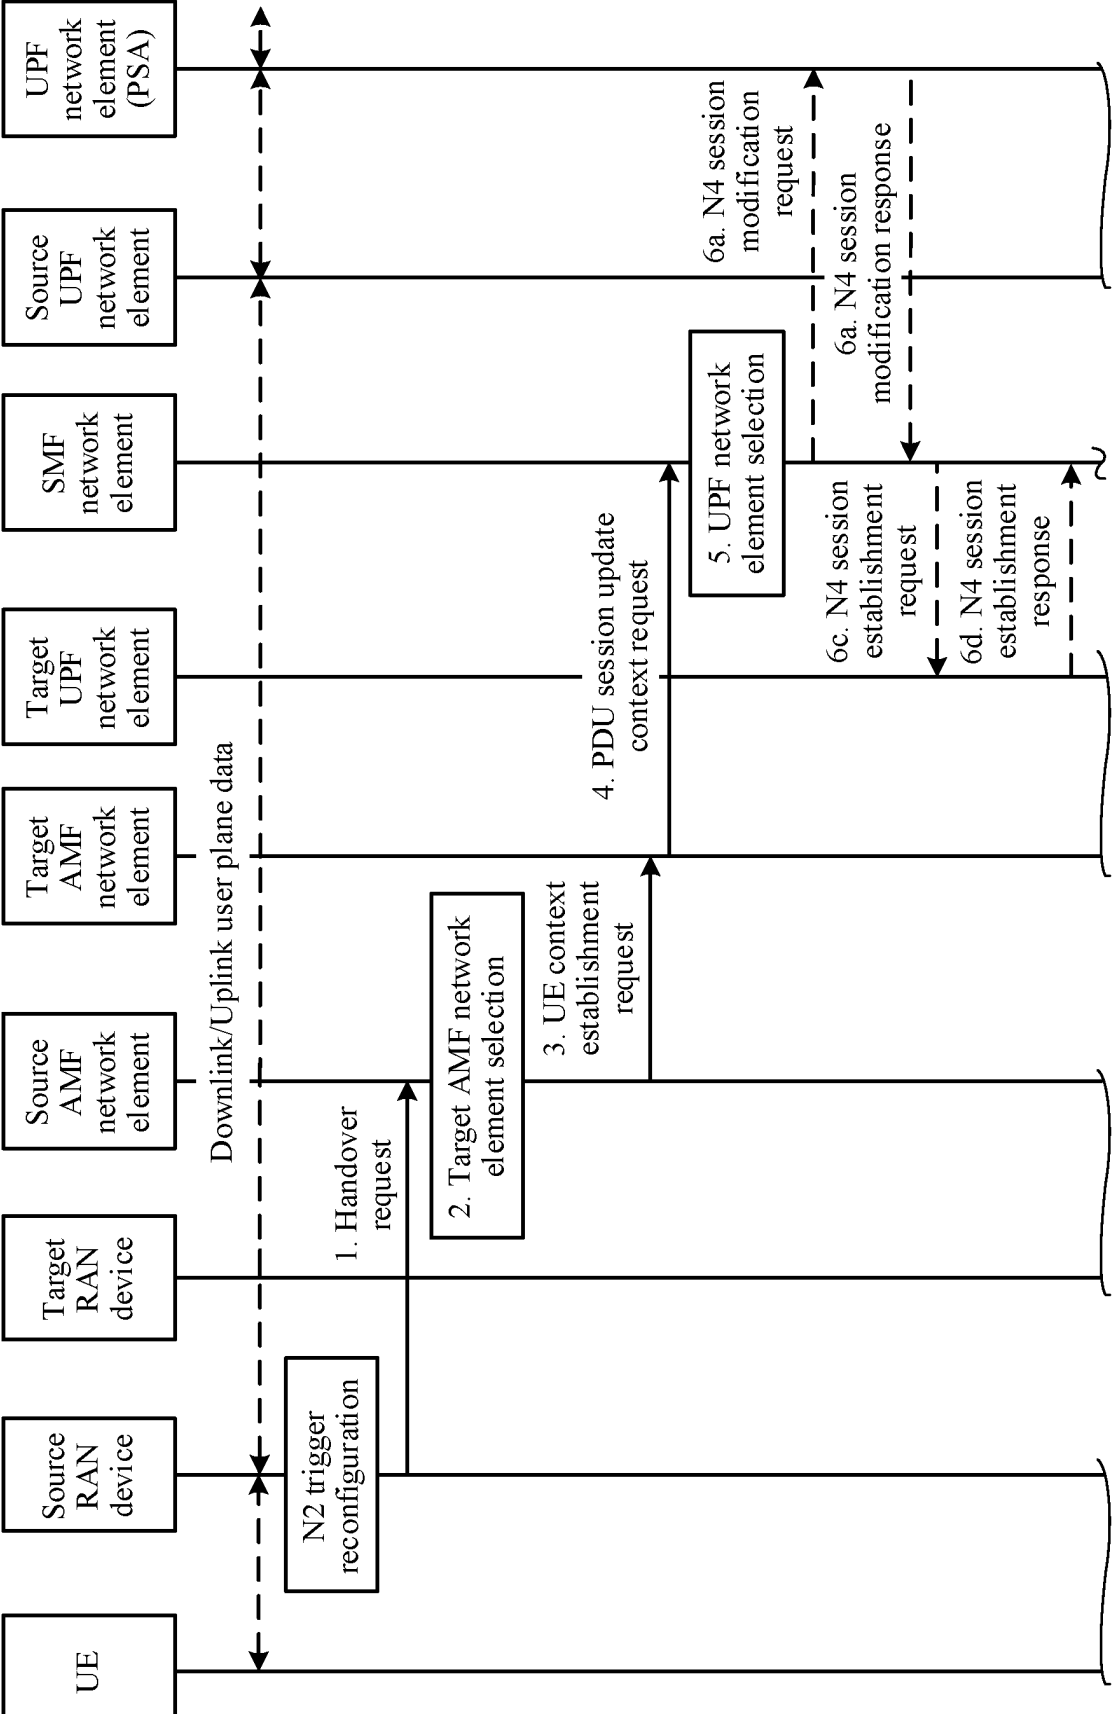 UE
Source
RAN
device
Target
RAN
device
Source
AMF
network
element
Target
AMF
network
element
Target
UPF
network
element
SMF
network
element
Source
UPF
network
element
UPF
network
element
(PSA)
Downlink/Uplink user plane data
N2 trigger
reconfiguration
1. Handover
request
2. Target AMF network
element selection
3. UE context
establishment
request
4. PDU session update
context request
5. UPF network
element selection
6a. N4 session
modification
request
6a. N4 session
modification response
6c. N4 session
establishment
request
6d. N4 session
establishment
response